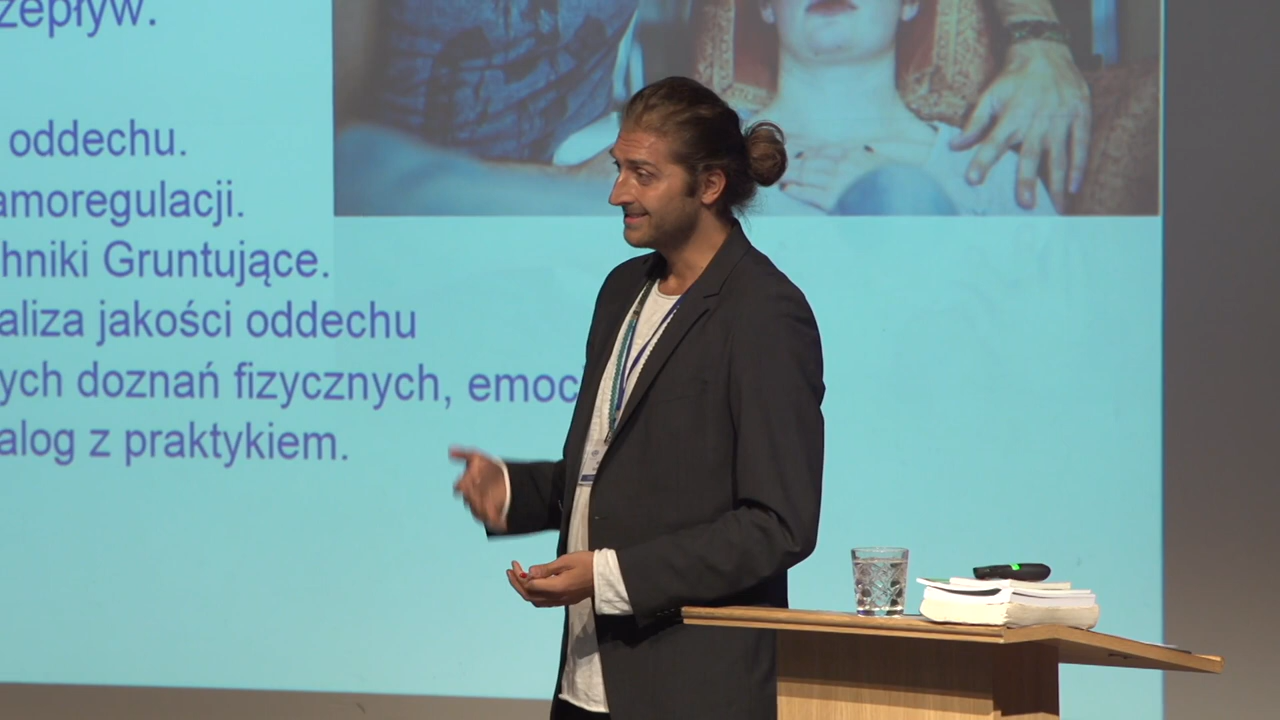 zepływ.
oddechu.
amoregulacji.
hniki Gruntujące.
aliza jakości oddechu
ych doznań fizycznych, emoc
alog z praktykiem.